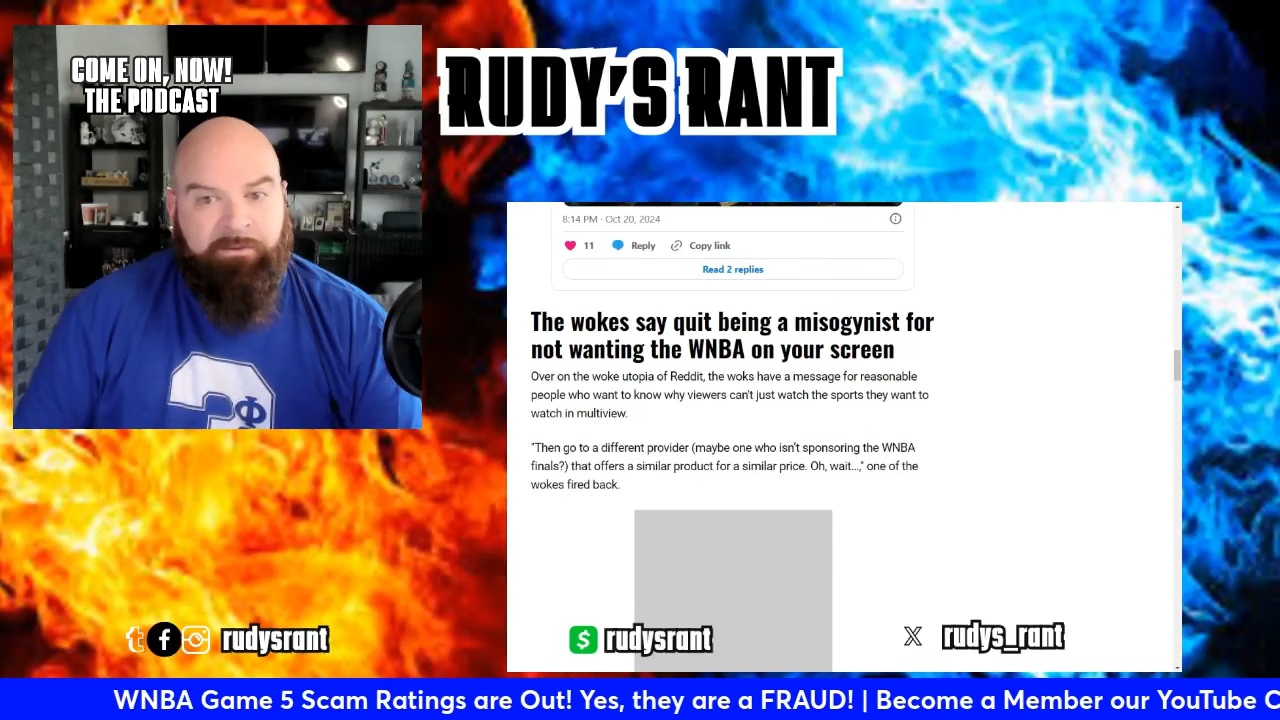 COME ON, NOW!
THE PODCAST
RUDY'S RANT
8:14 PM · Oct 20, 2024
11 Reply Copy link
Read 2 replies
The wokes say quit being a misogynist for
not wanting the WNBA on your screen
Over on the woke utopia of Reddit, the woks have a message for reasonable
people who want to know why viewers can't just watch the sports they want to
watch in multiview.
"Then go to a different provider (maybe one who isn't sponsoring the WNBA
finals?) that offers a similar product for a similar price. Oh, wait...," one of the
wokes fired back.
3 Φ
t f rudysrant
$ rudysrant
X rudys_rant
WNBA Game 5 Scam Ratings are Out! Yes, they are a FRAUD! | Become a Member our YouTube C